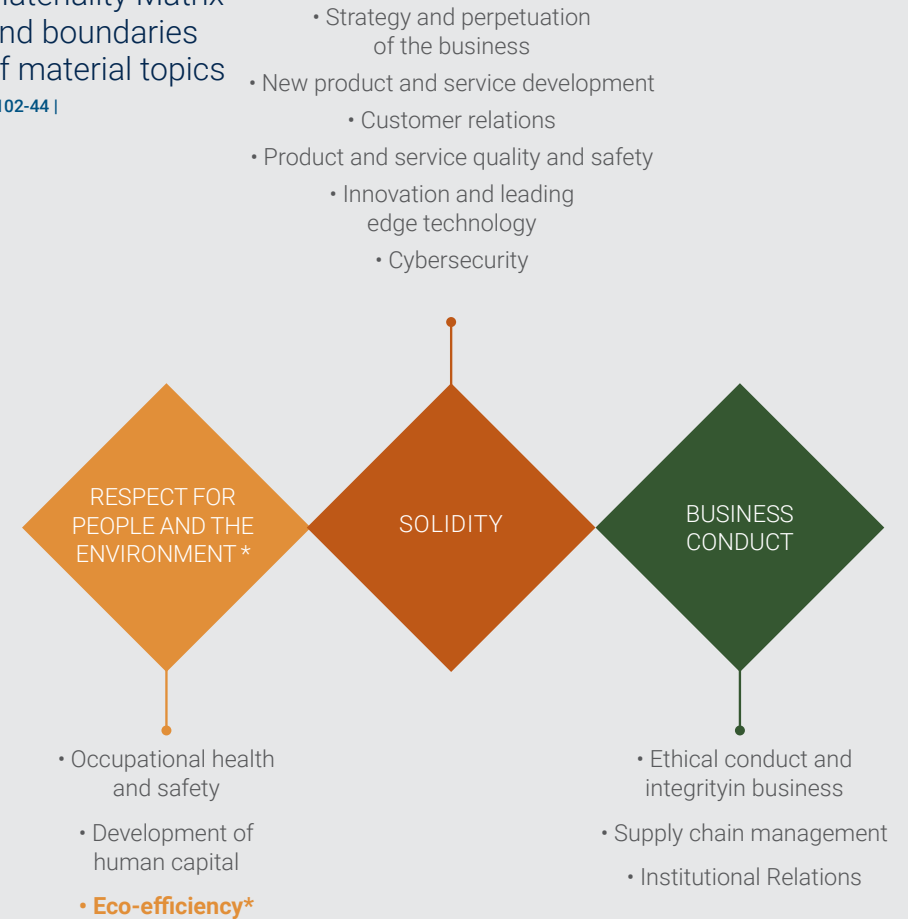 ateriality Matrix
nd boundaries
f material topics
102-44 |
• Strategy and perpetuation
of the business
• New product and service development
• Customer relations
• Product and service quality and safety
• Innovation and leading
edge technology
• Cybersecurity
RESPECT FOR
PEOPLE AND THE
ENVIRONMENT *
SOLIDITY
BUSINESS
CONDUCT
• Occupational health
and safety
• Development of
human capital
• Eco-efficiency*
• Ethical conduct and
integrityin business
• Supply chain management
• Institutional Relations